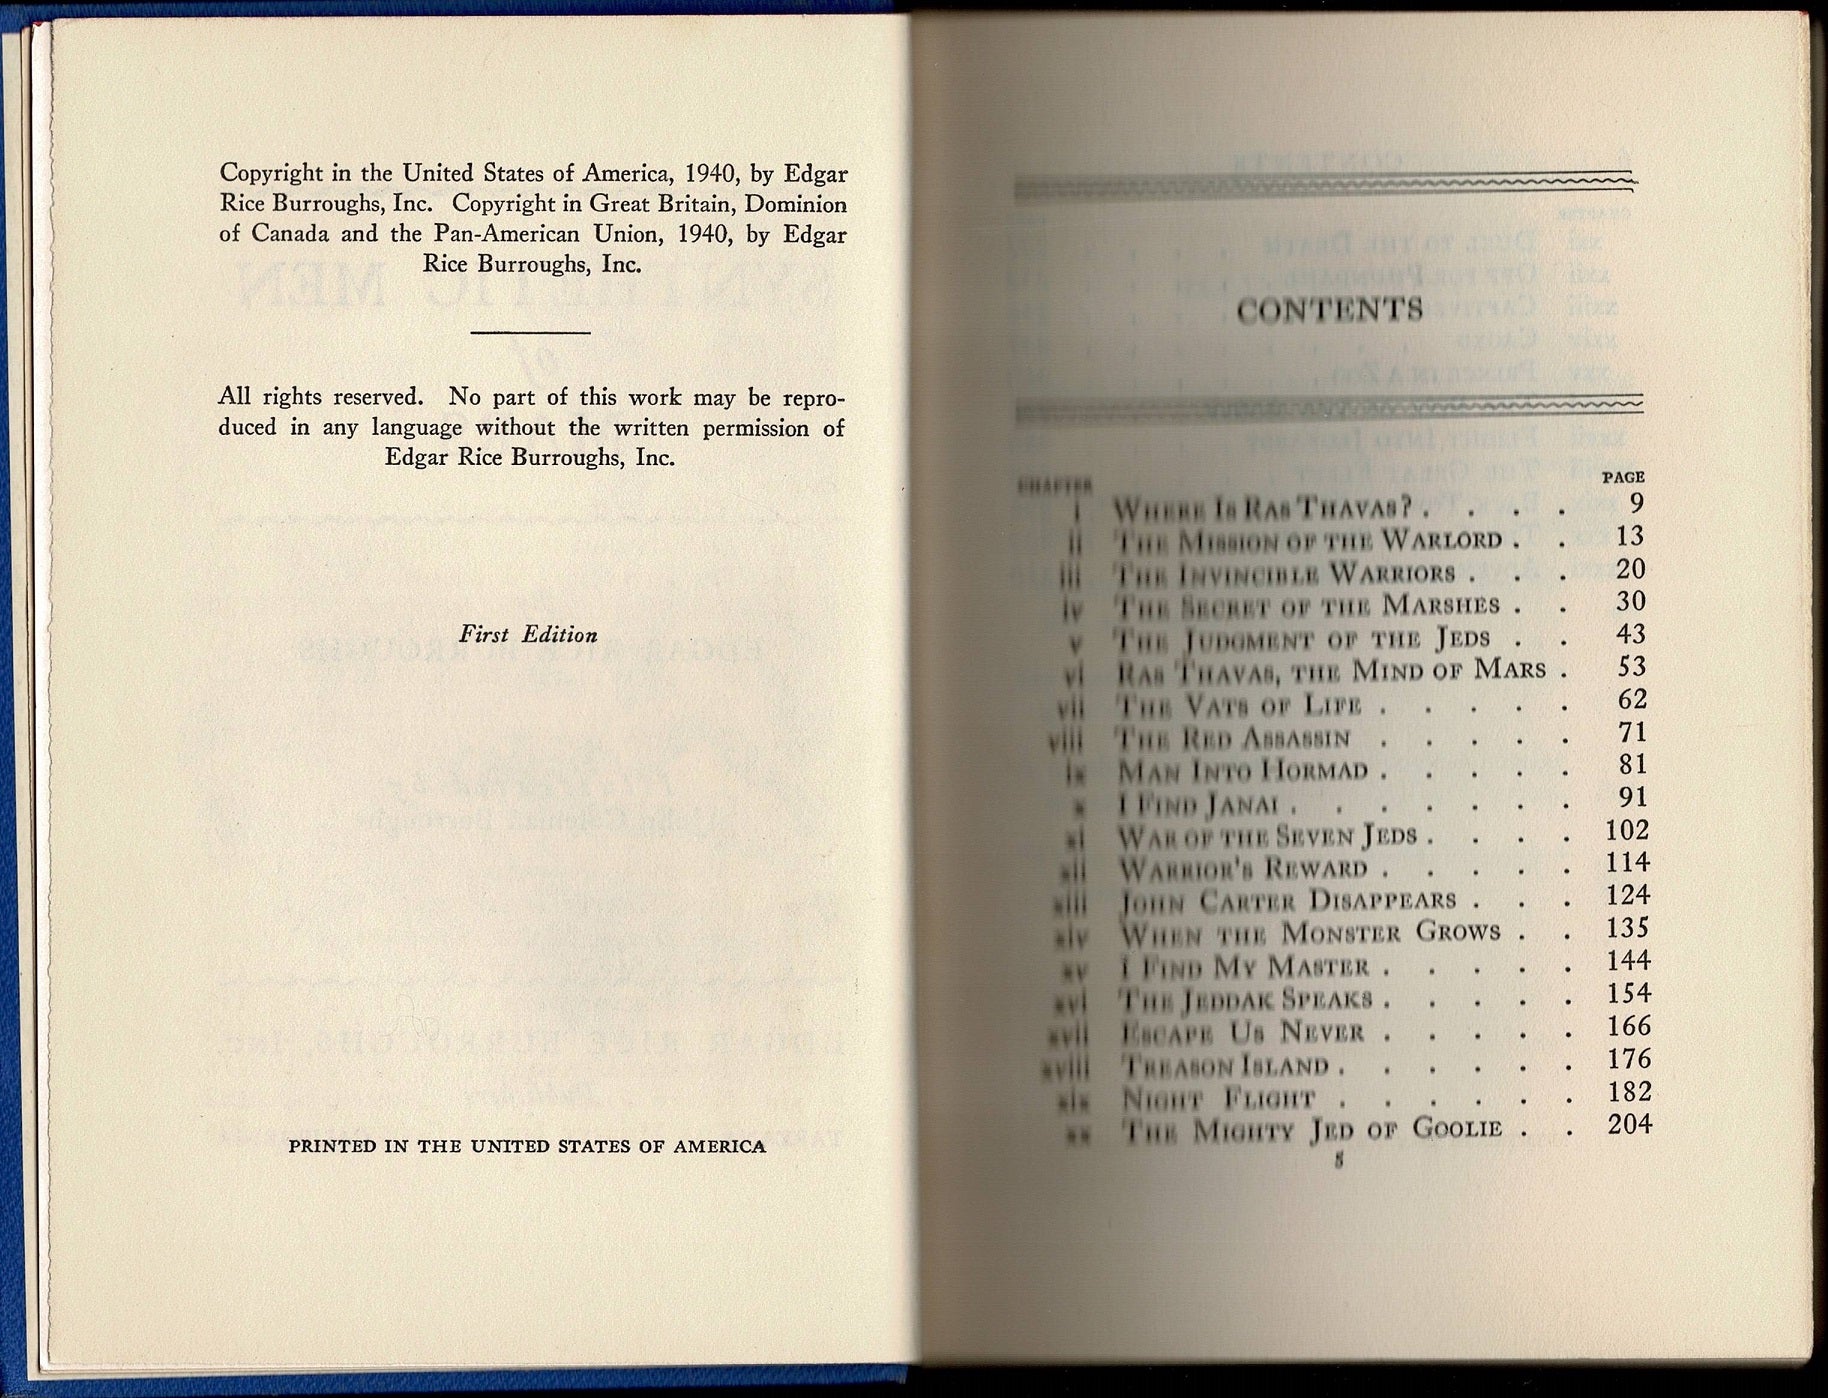 Copyright in the United States of America, 1940, by Edgar
Rice Burroughs, Inc. Copyright in Great Britain, Dominion
of Canada and the Pan-American Union, 1940, by Edgar
Rice Burroughs, Inc.
All rights reserved. No part of this work may be repro-
duced in any language without the written permission of
Edgar Rice Burroughs, Inc.
First Edition
PRINTED IN THE UNITED STATES OF AMERICA
CONTENTS
CHAPTER PAGE
i WHERE IS RAS THAVAS? . . . . 9
ii THE MISSION OF THE WARLORD . . 13
iii THE INVINCIBLE WARRIORS . . . 20
iv THE SECRET OF THE MARSHES . . 30
v THE JUDGMENT OF THE JEDS . . 43
vi RAS THAVAS, THE MIND OF MARS . 53
vii THE VATS OF LIFE . . . . . 62
viii THE RED ASSASSIN . . . . . 71
ix MAN INTO HORMAD . . . . . 81
x I FIND JANAI . . . . . . . 91
xi WAR OF THE SEVEN JEDS . . . . 102
xii WARRIOR'S REWARD . . . . . 114
xiii JOHN CARTER DISAPPEARS . . . 124
xiv WHEN THE MONSTER GROWS . . 135
xv I FIND MY MASTER . . . . . 144
xvi THE JEDDAK SPEAKS . . . . . 154
xvii ESCAPE US NEVER . . . . . 166
xviii TREASON ISLAND . . . . . . 176
xix NIGHT FLIGHT . . . . . . 182
xx THE MIGHTY JED OF GOOLIE . . 204
5